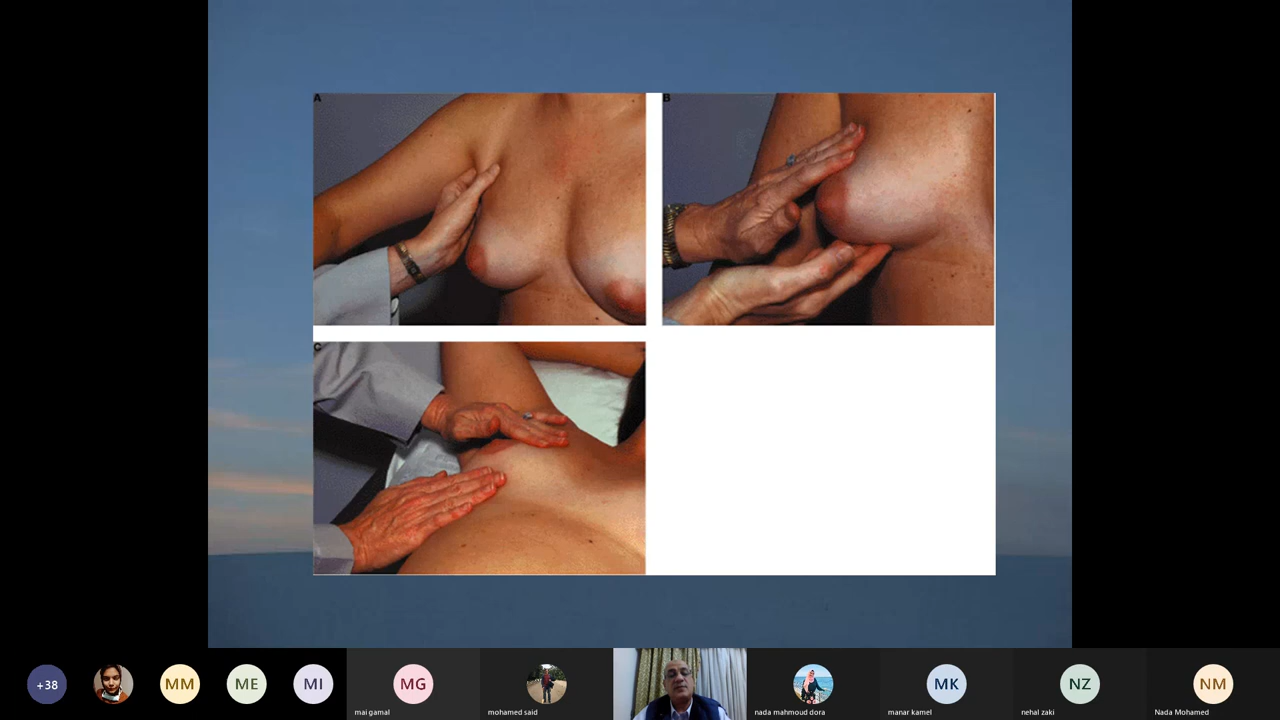 A
B
C
+38
MM
ME
MI
MG
mai gamal
mohamed said
nada mahmoud dora
MK
manar kamel
NZ
nehal zaki
NM
Nada Mohamed